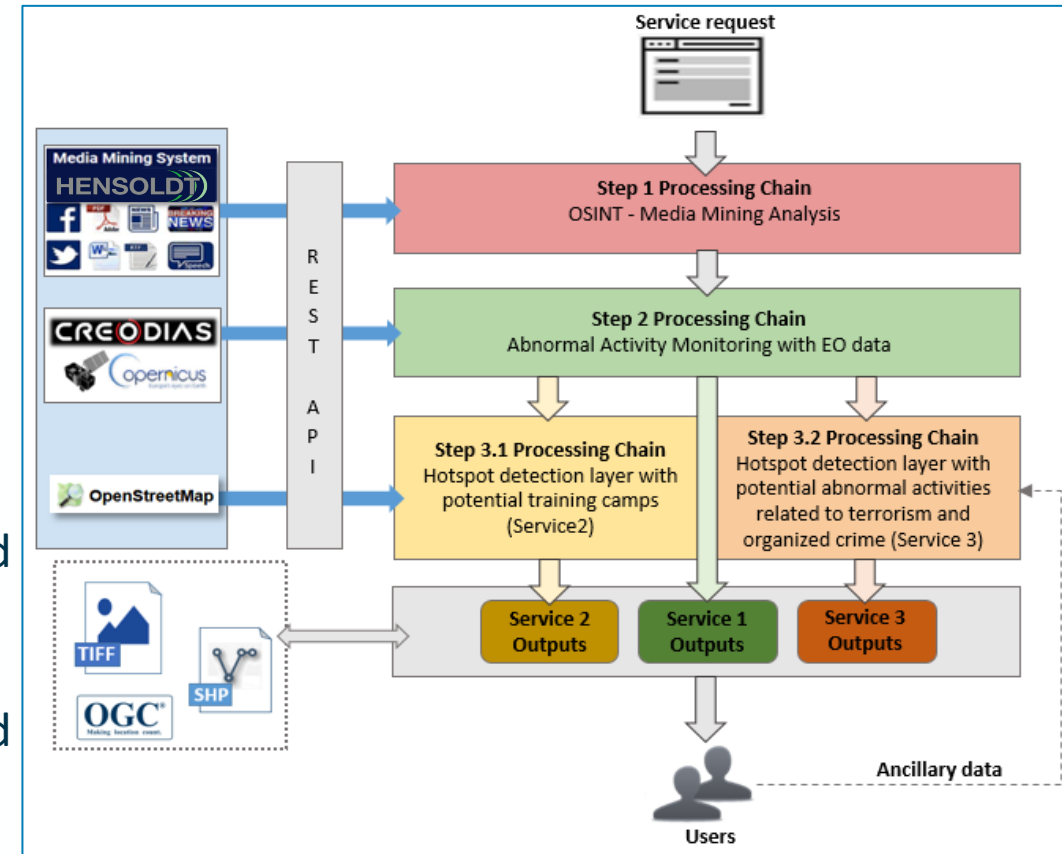 Service request
Media Mining System
HENSOLDT
PDF
Adobe
NEWS
BREAKING
NEWS
W
Speech
CREODIAS
opernicus
OpenStreetMap
R
E
S
T
A
P
I
Step 1 Processing Chain
OSINT - Media Mining Analysis
Step 2 Processing Chain
Abnormal Activity Monitoring with EO data
Step 3.1 Processing Chain
Hotspot detection layer with
potential training camps
(Service2)
Step 3.2 Processing Chain
Hotspot detection layer with
potential abnormal activities
related to terrorism and
organized crime (Service 3)
d
d
TIFF
SHP
OGC®
Making location count.
Service 2
Outputs
Service 1
Outputs
Service 3
Outputs
Ancillary data
Users